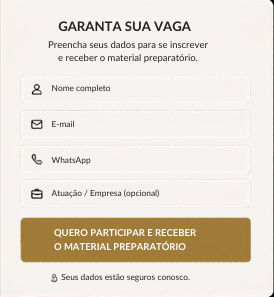 GARANTA SUA VAGA
Preencha seus dados para se inscrever
e receber o material preparatório.
Nome completo
E-mail
WhatsApp
Atuação / Empresa (opcional)
QUERO PARTICIPAR E RECEBER
O MATERIAL PREPARATÓRIO
Seus dados estão seguros conosco.